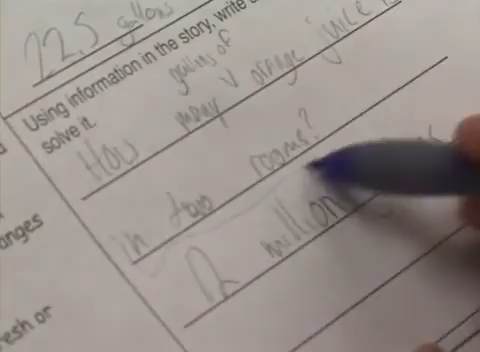 22.5 gallons
Using information in the story, write
solve it.
gallons of
How many v orange juice
in two rooms?
12 million
anges
esh or